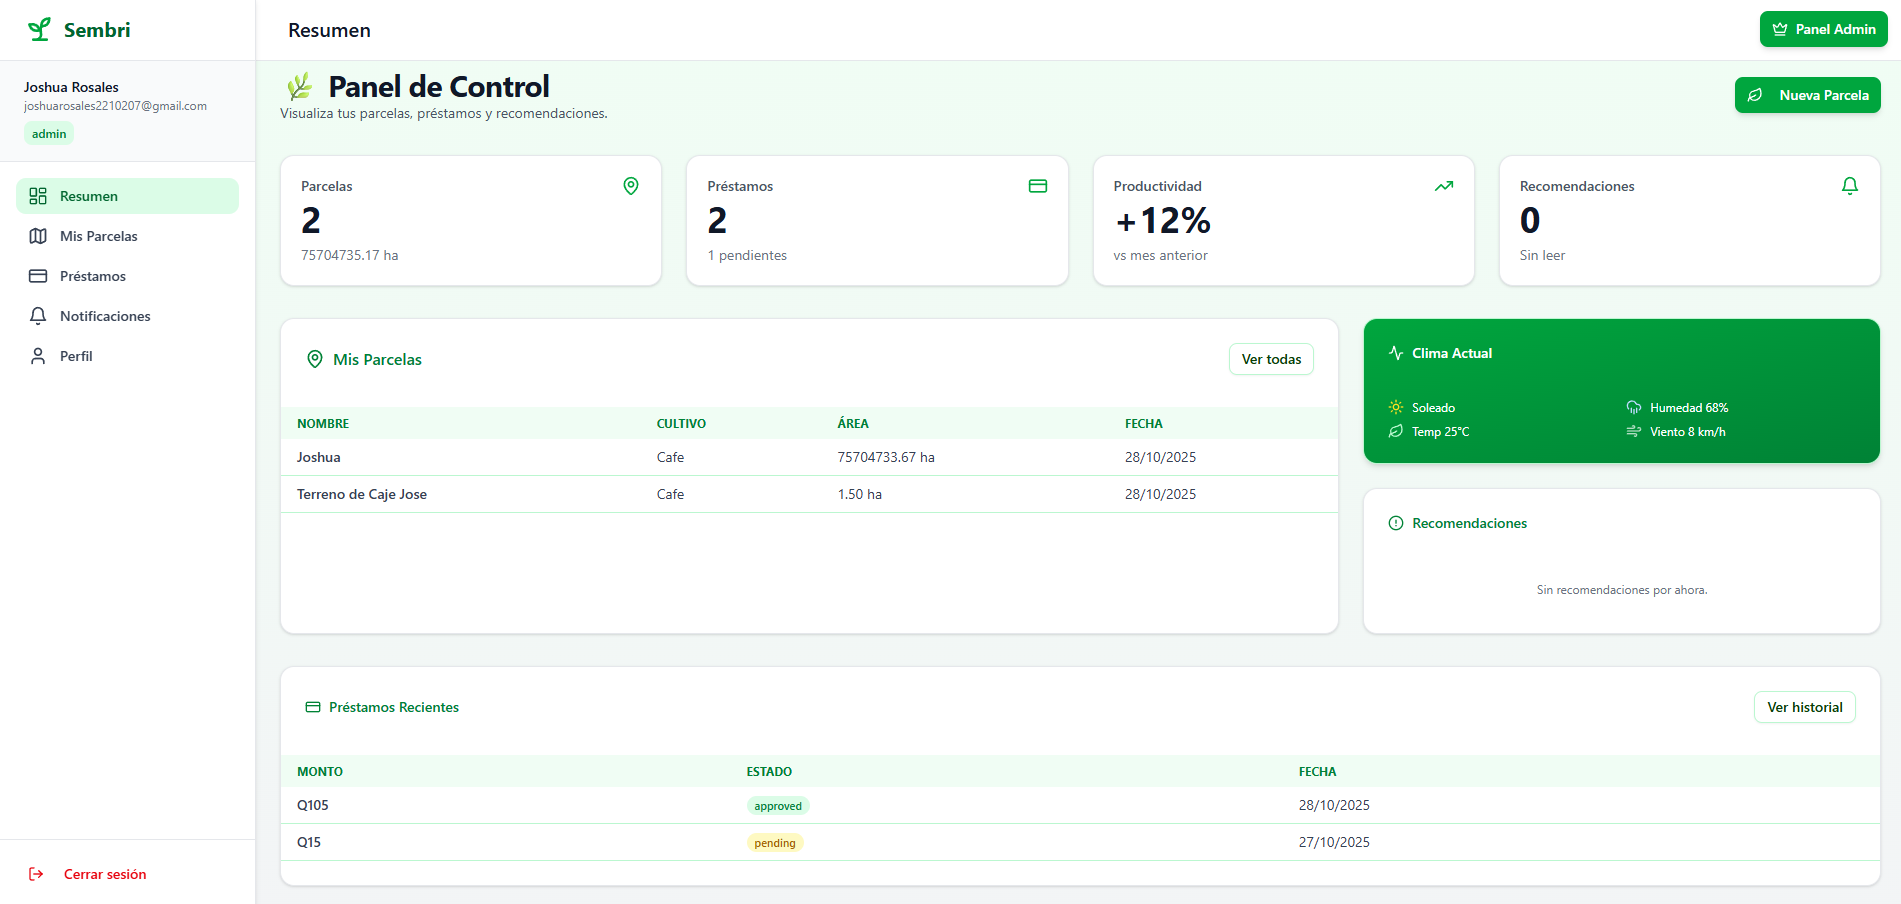 Sembri
Joshua Rosales
joshuarosales2210207@gmail.com
admin
Resumen
Mis Parcelas
Préstamos
Notificaciones
Perfil
Cerrar sesión
Resumen
Panel Admin
Panel de Control
Visualiza tus parcelas, préstamos y recomendaciones.
Nueva Parcela
Parcelas
2
75704735.17 ha
Préstamos
2
1 pendientes
Productividad
+12%
vs mes anterior
Recomendaciones
0
Sin leer
Mis Parcelas
Ver todas
NOMBRE CULTIVO ÁREA FECHA
Joshua Cafe 75704733.67 ha 28/10/2025
Terreno de Caje Jose Cafe 1.50 ha 28/10/2025
Clima Actual
Soleado Humedad 68%
Temp 25°C Viento 8 km/h
Recomendaciones
Sin recomendaciones por ahora.
Préstamos Recientes
Ver historial
MONTO ESTADO FECHA
Q105 approved 28/10/2025
Q15 pending 27/10/2025